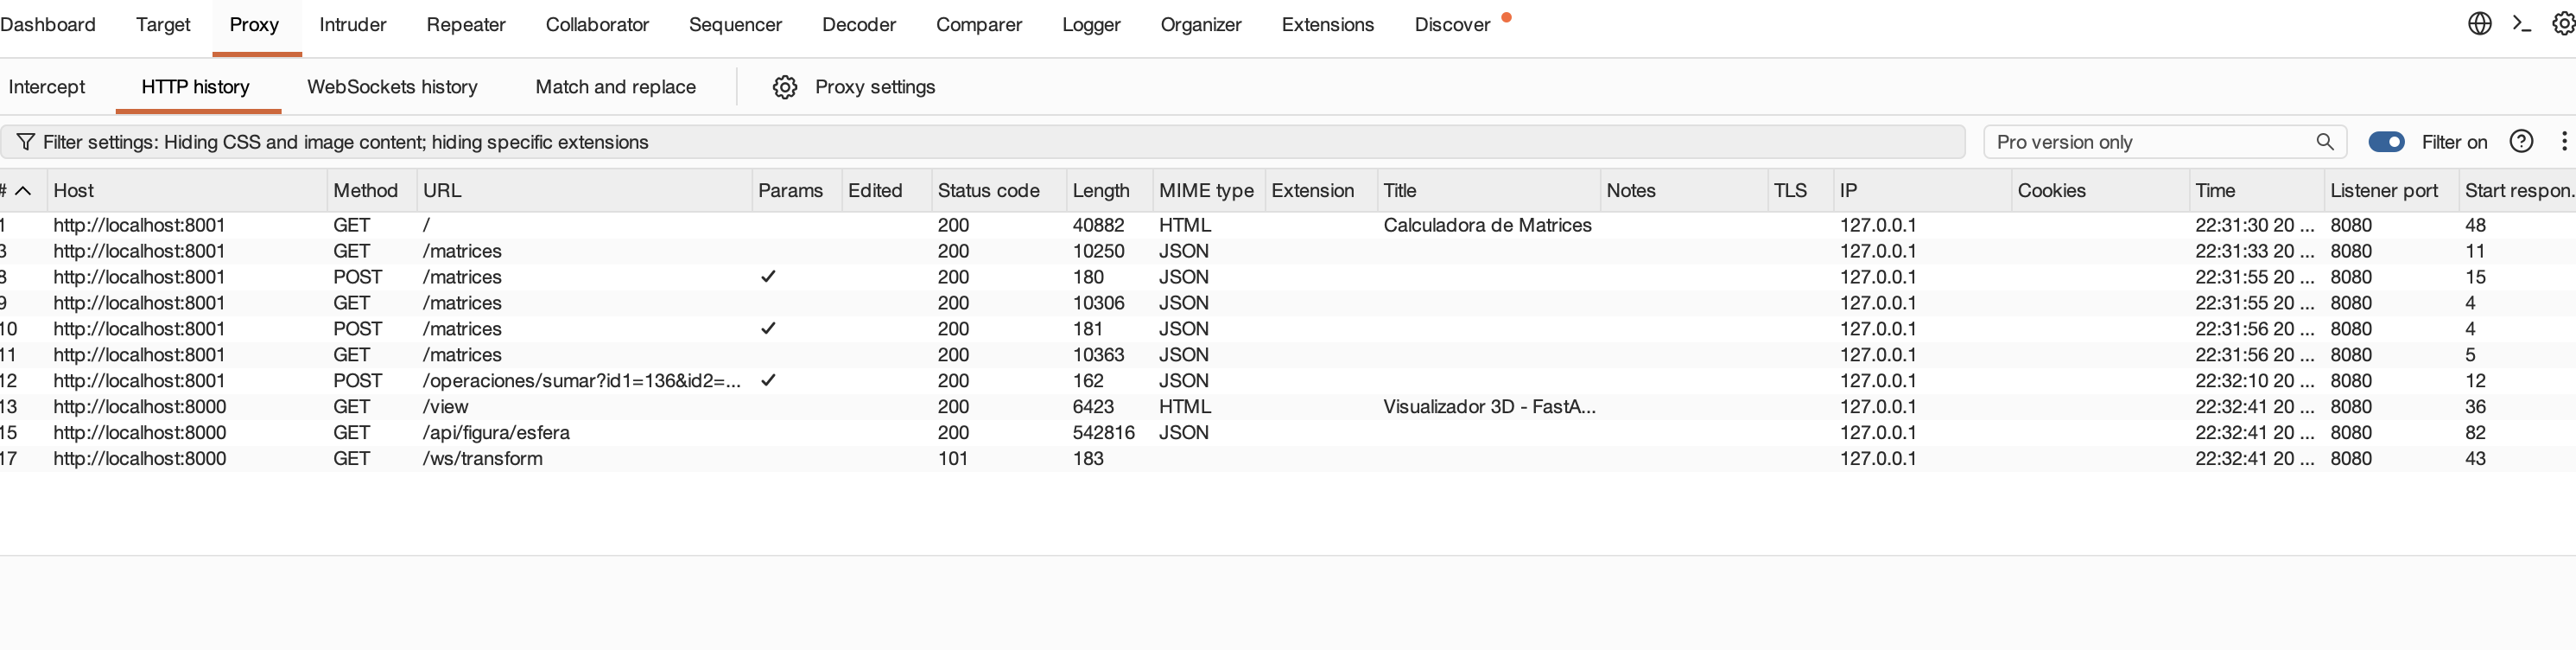 Dashboard Target Proxy Intruder Repeater Collaborator Sequencer Decoder Comparer Logger Organizer Extensions Discover
Intercept HTTP history WebSockets history Match and replace Proxy settings
Filter settings: Hiding CSS and image content; hiding specific extensions Pro version only Filter on
# Host Method URL Params Edited Status code Length MIME type Extension Title Notes TLS IP Cookies Time Listener port Start respon...
1 http://localhost:8001 GET / 200 40882 HTML Calculadora de Matrices 127.0.0.1 22:31:30 20 ... 8080 48
3 http://localhost:8001 GET /matrices 200 10250 JSON 127.0.0.1 22:31:33 20 ... 8080 11
8 http://localhost:8001 POST /matrices ✓ 200 180 JSON 127.0.0.1 22:31:55 20 ... 8080 15
9 http://localhost:8001 GET /matrices 200 10306 JSON 127.0.0.1 22:31:55 20 ... 8080 4
10 http://localhost:8001 POST /matrices ✓ 200 181 JSON 127.0.0.1 22:31:56 20 ... 8080 4
11 http://localhost:8001 GET /matrices 200 10363 JSON 127.0.0.1 22:31:56 20 ... 8080 5
12 http://localhost:8001 POST /operaciones/sumar?id1=136&id2=... ✓ 200 162 JSON 127.0.0.1 22:32:10 20 ... 8080 12
13 http://localhost:8000 GET /view 200 6423 HTML Visualizador 3D - FastA... 127.0.0.1 22:32:41 20 ... 8080 36
15 http://localhost:8000 GET /api/figura/esfera 200 542816 JSON 127.0.0.1 22:32:41 20 ... 8080 82
17 http://localhost:8000 GET /ws/transform 101 183 127.0.0.1 22:32:41 20 ... 8080 43